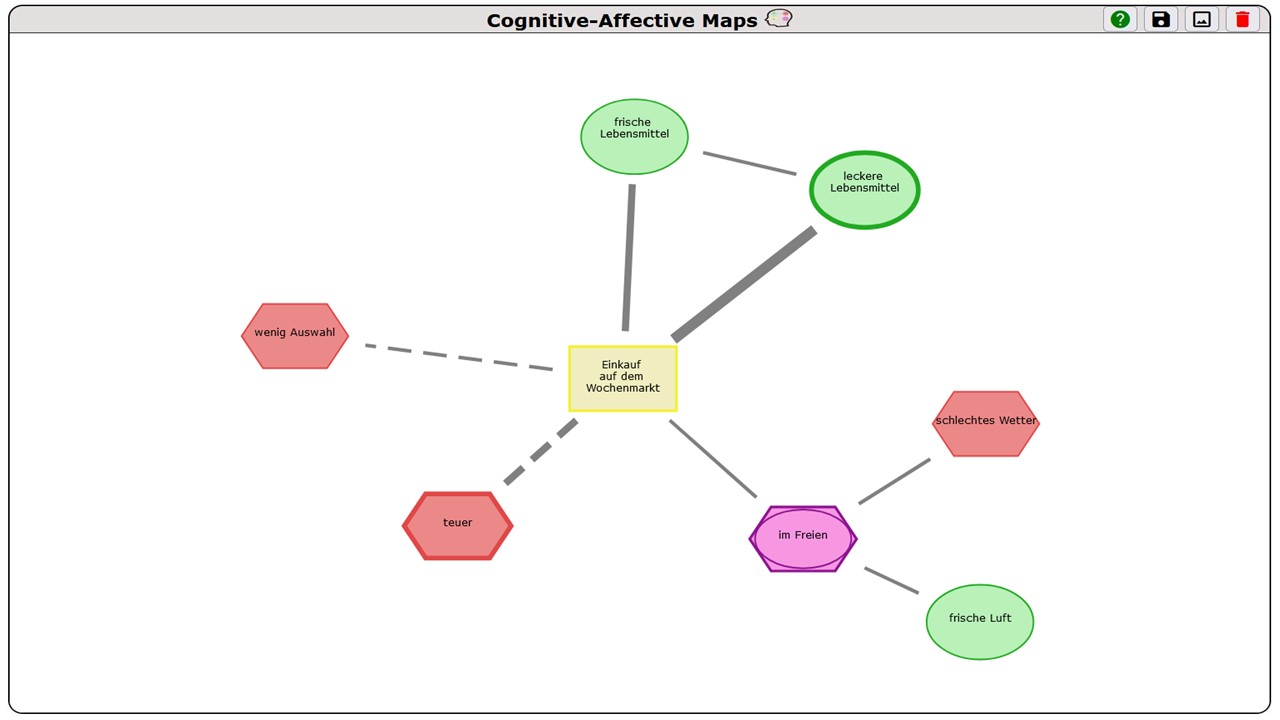 Cognitive-Affective Maps
frische
Lebensmittel
leckere
Lebensmittel
wenig Auswahl
Einkauf
auf dem
Wochenmarkt
schlechtes Wetter
teuer
im Freien
frische Luft